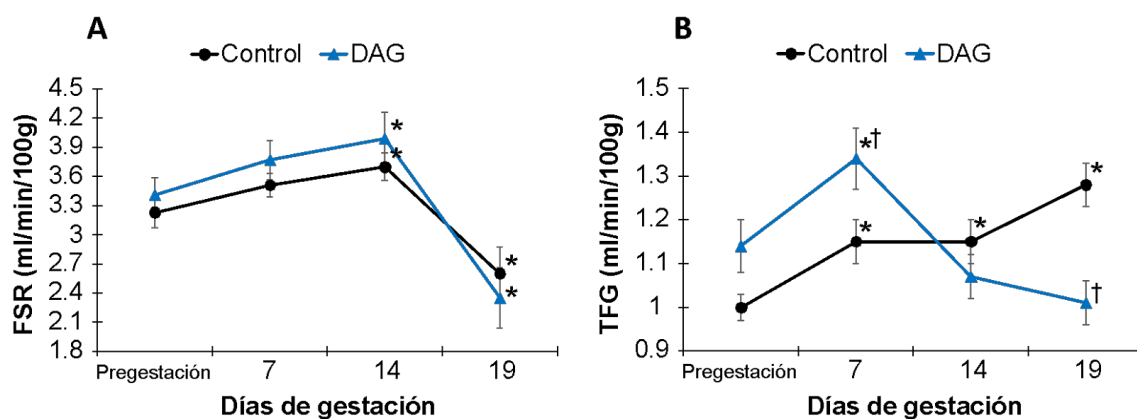 A
Control DAG
FSR (ml/min/100g)
4.5
4.2
3.9
3.6
3.3
2.7
2.4
2.1
1.8
*
*
*
*
Pregestación 7 14 19
Días de gestación
B
Control DAG
TFG (ml/min/100g)
1.5
1.4
1.3
1.2
1.1
1
0.9
*†
*
*
*
†
Pregestación 7 14 19
Días de gestación